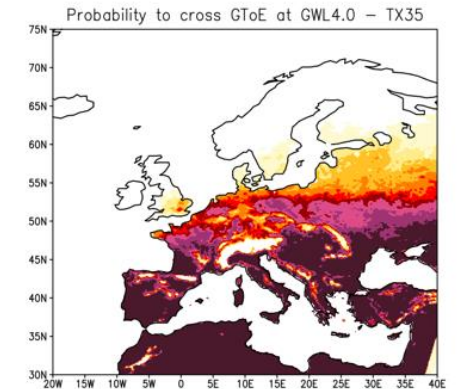 Probability to cross GToE at GWL4.0 – TX35
75N
70N
65N
60N
55N
50N
45N
40N
35N
30N
20W 15W 10W 5W 0 5E 10E 15E 20E 25E 30E 35E 40E